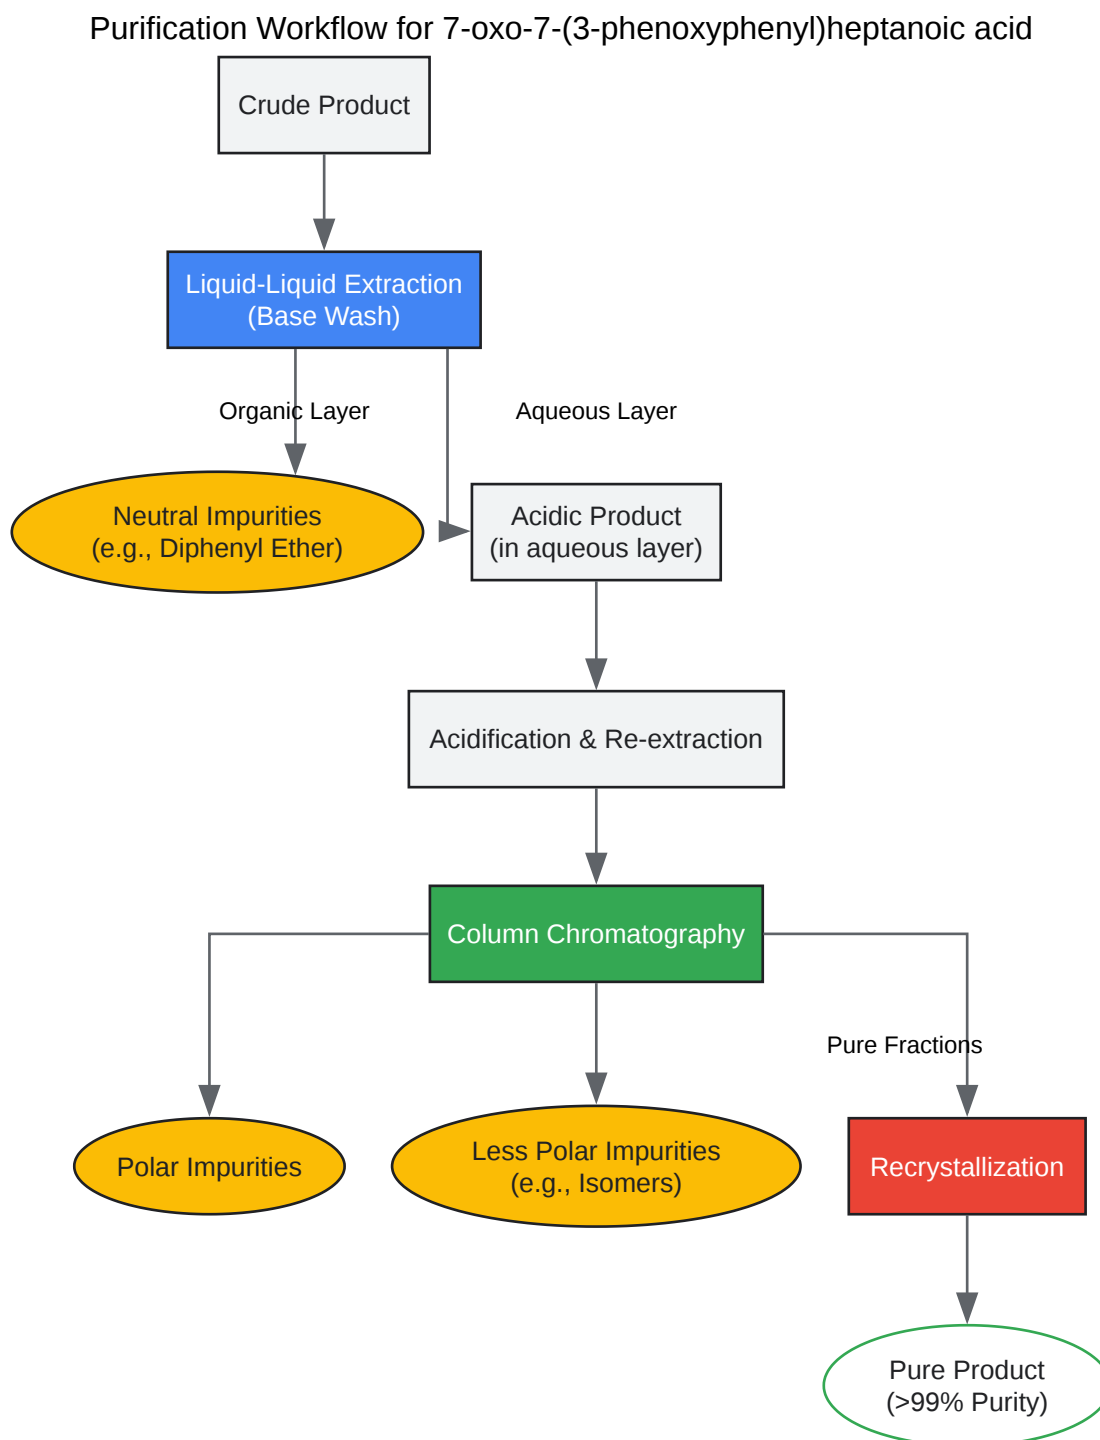 Purification Workflow for 7-oxo-7-(3-phenoxyphenyl)heptanoic acid
Crude Product
Liquid-Liquid Extraction
(Base Wash)
Organic Layer
Aqueous Layer
Neutral Impurities
(e.g., Diphenyl Ether)
Acidic Product
(in aqueous layer)
Acidification & Re-extraction
Column Chromatography
Pure Fractions
Polar Impurities
Less Polar Impurities
(e.g., Isomers)
Recrystallization
Pure Product
(>99% Purity)